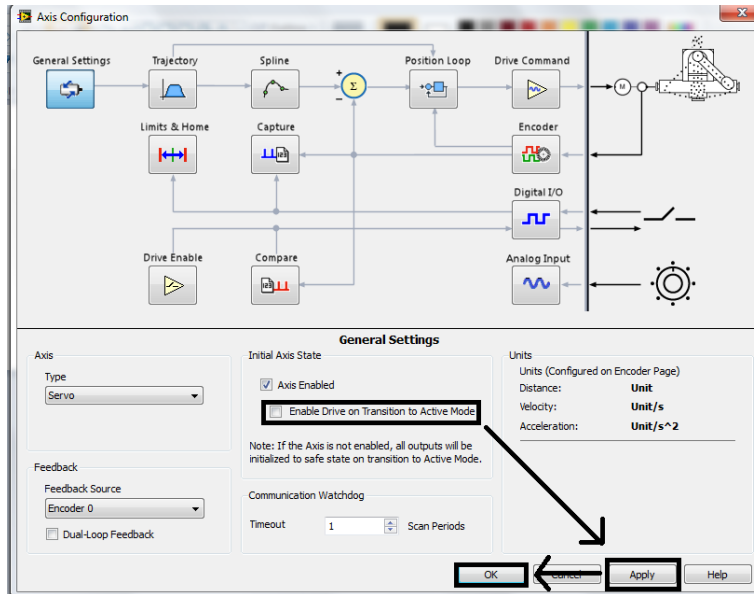 Axis Configuration
General Settings
Trajectory
Spline
Position Loop
Drive Command
+
Σ
−
M
Limits & Home
Capture
Encoder
123
Digital I/O
Drive Enable
Compare
Analog Input
123
General Settings
Axis
Type
Servo
Feedback
Feedback Source
Encoder 0
Dual-Loop Feedback
Initial Axis State
Axis Enabled
Enable Drive on Transition to Active Mode
Note: If the Axis is not enabled, all outputs will be
initialized to safe state on transition to Active Mode.
Communication Watchdog
Timeout 1 Scan Periods
Units
Units (Configured on Encoder Page)
Distance: Unit
Velocity: Unit/s
Acceleration: Unit/s^2
OK Cancel Apply Help